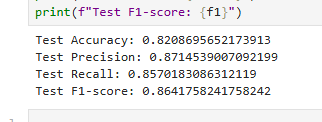 print(f"Test F1-score: {f1}")
Test Accuracy: 0.8208695652173913
Test Precision: 0.8714539007092199
Test Recall: 0.8570183086312119
Test F1-score: 0.8641758241758242